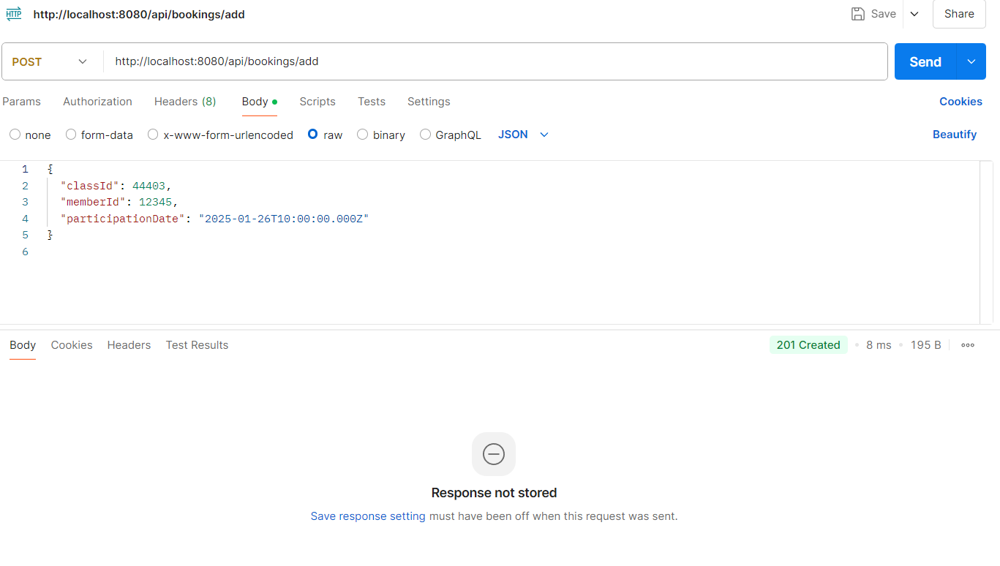 HTTP http://localhost:8080/api/bookings/add Save Share
POST http://localhost:8080/api/bookings/add Send
Params Authorization Headers (8) Body Scripts Tests Settings Cookies
none form-data x-www-form-urlencoded raw binary GraphQL JSON Beautify
1 {
2 "classId": 44403,
3 "memberId": 12345,
4 "participationDate": "2025-01-26T10:00:00.000Z"
5 }
6
Body Cookies Headers Test Results 201 Created 8 ms 195 B
Response not stored
Save response setting must have been off when this request was sent.